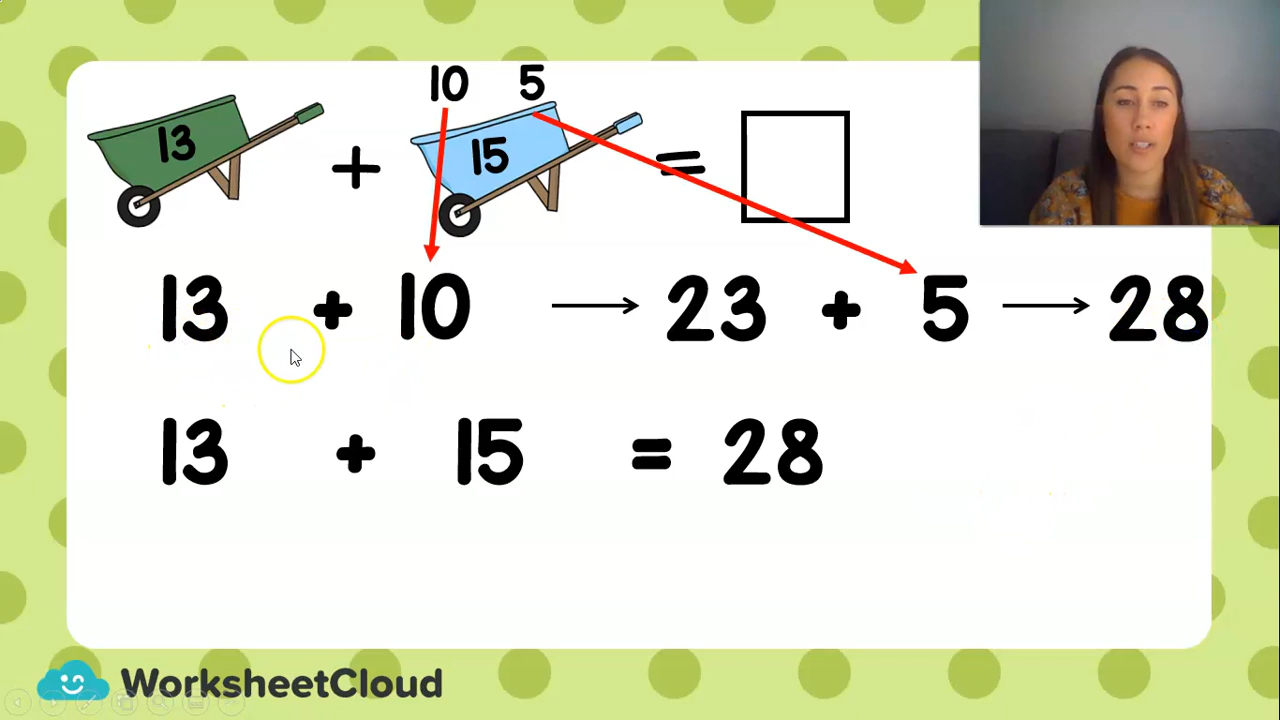 10 5
13 + 15 =
13 + 10 → 23 + 5 → 28
13 + 15 = 28
WorksheetCloud